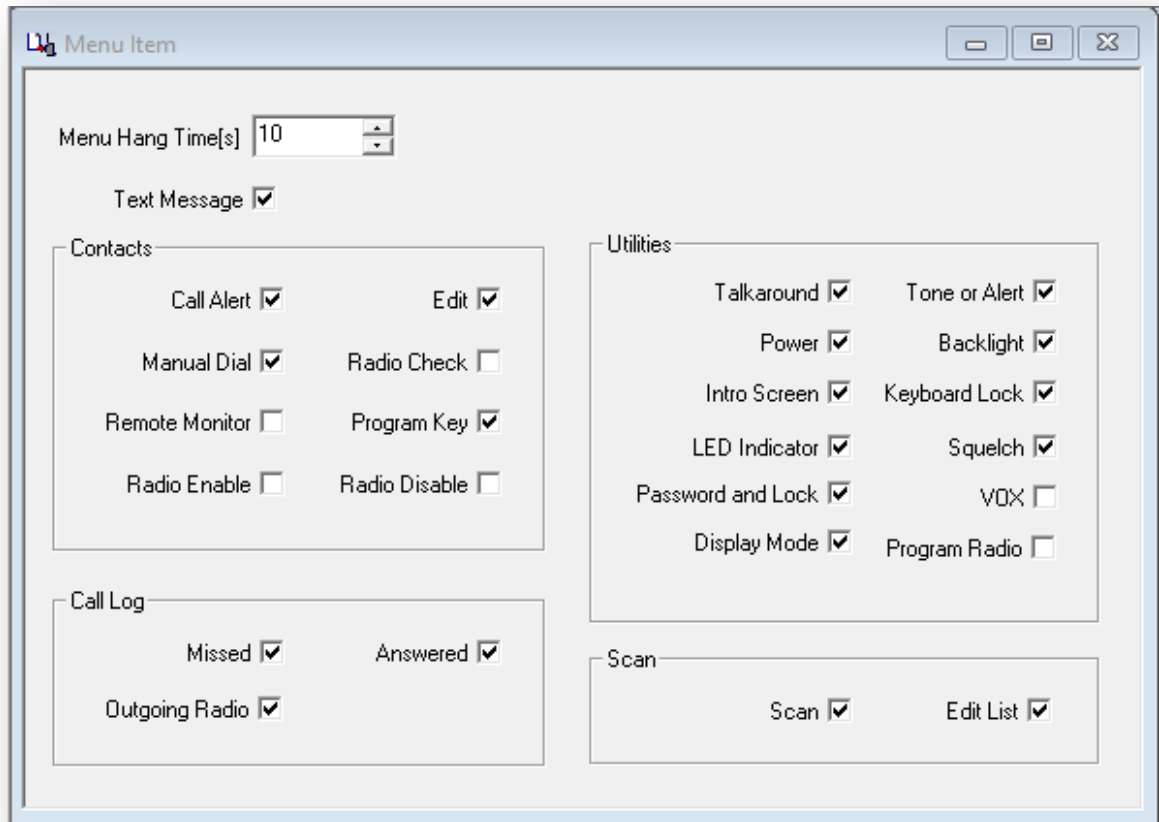 Menu Item
Menu Hang Time[s] 10
Text Message
Contacts
Call Alert Edit
Manual Dial Radio Check
Remote Monitor Program Key
Radio Enable Radio Disable
Utilities
Talkaround Tone or Alert
Power Backlight
Intro Screen Keyboard Lock
LED Indicator Squelch
Password and Lock VOX
Display Mode Program Radio
Call Log
Missed Answered
Outgoing Radio
Scan
Scan Edit List